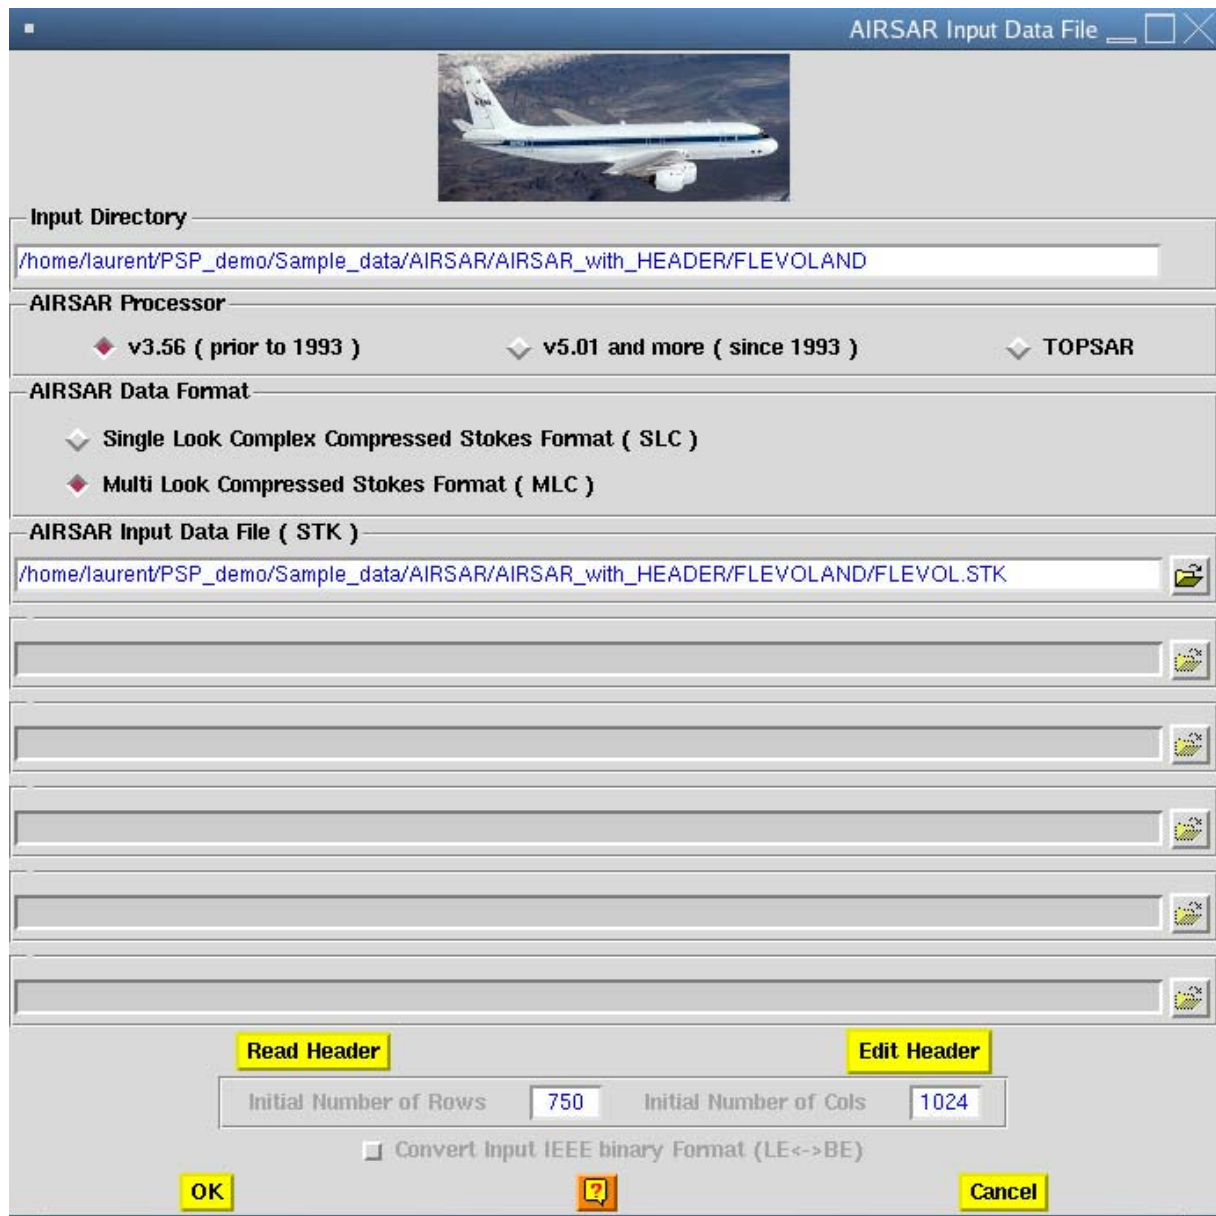 AIRSAR Input Data File
Input Directory
/home/laurent/PSP_demo/Sample_data/AIRSAR/AIRSAR_with_HEADER/FLEVOLAND
AIRSAR Processor
v3.56 ( prior to 1993 ) v5.01 and more ( since 1993 ) TOPSAR
AIRSAR Data Format
Single Look Complex Compressed Stokes Format ( SLC )
Multi Look Compressed Stokes Format ( MLC )
AIRSAR Input Data File ( STK )
/home/laurent/PSP_demo/Sample_data/AIRSAR/AIRSAR_with_HEADER/FLEVOLAND/FLEVOL.STK
Read Header Edit Header
Initial Number of Rows 750 Initial Number of Cols 1024
Convert Input IEEE binary Format (LE<->BE)
OK ? Cancel